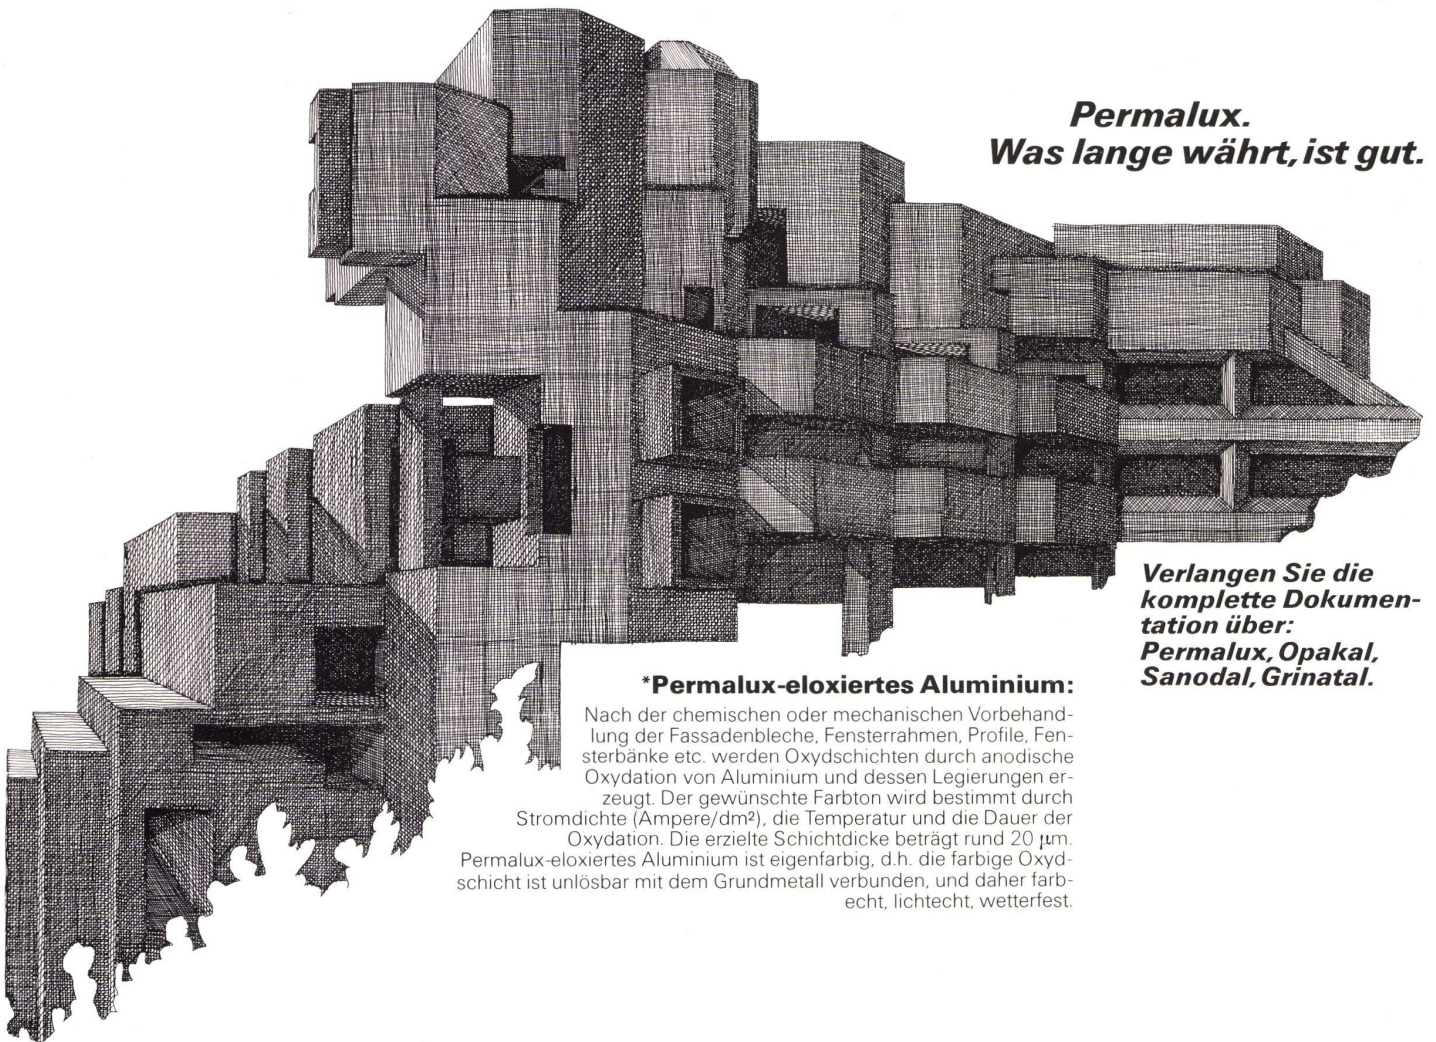 Permalux.
Was lange währt, ist gut.
Verlangen Sie die
komplette Dokumen-
tation über:
Permalux, Opakal,
Sanodal, Grinatal.
*Permalux-eloxiertes Aluminium:
Nach der chemischen oder mechanischen Vorbehand-
lung der Fassadenbleche, Fensterrahmen, Profile, Fen-
sterbänke etc. werden Oxydschichten durch anodische
Oxydation von Aluminium und dessen Legierungen er-
zeugt. Der gewünschte Farbton wird bestimmt durch
Stromdichte (Ampere/dm²), die Temperatur und die Dauer der
Oxydation. Die erzielte Schichtdicke beträgt rund 20 µm.
Permalux-eloxiertes Aluminium ist eigenfarbig, d.h. die farbige Oxyd-
schicht ist unlösbar mit dem Grundmetall verbunden, und daher farb-
echt, lichtecht, wetterfest.